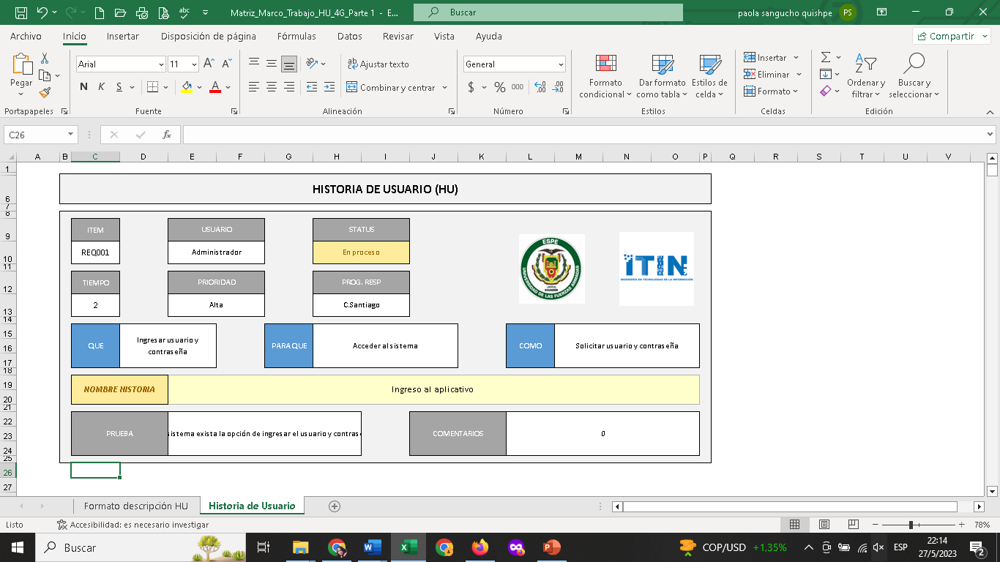 Matriz_Marco_Trabajo_HU_4G_Parte 1 - E...
Buscar
paola sangucho quishpe PS
Archivo Inicio Insertar Disposición de página Fórmulas Datos Revisar Vista Ayuda Compartir
Pegar
Portapapeles
Arial 11
N K S
Fuente
Ajustar texto
Combinar y centrar
Alineación
General
$ % 000
Número
Formato condicional
Dar formato como tabla
Estilos de celda
Estilos
Insertar
Eliminar
Formato
Celdas
Ordenar y filtrar
Buscar y seleccionar
Edición
C26
fx
A B C D E F G H I J K L M N O P Q R S T U V
1
6
7
8
9
10
11
12
13
14
15
16
17
18
19
20
21
22
23
24
25
26
27
HISTORIA DE USUARIO (HU)
ITEM USUARIO STATUS
REQ001 Administrador En proceso
TIEMPO PRIORIDAD PROG. RESP
2 Alta C.Santiago
ESPE
UNIVERSIDAD DE LAS FUERZAS ARMADAS
ECUADOR
ITIN
INGENIERÍA EN TECNOLOGÍAS DE LA INFORMACIÓN
QUE
Ingresar usuario y
contraseña
PARA QUE
Acceder al sistema
COMO
Solicitar usuario y contraseña
NOMBRE HISTORIA
Ingreso al aplicativo
PRUEBA
sistema exista la opción de ingresar el usuario y contras
COMENTARIOS
0
Formato descripción HU Historia de Usuario
Listo Accesibilidad: es necesario investigar 78%
Buscar
COP/USD +1,35%
ESP
22:14
27/5/2023
2